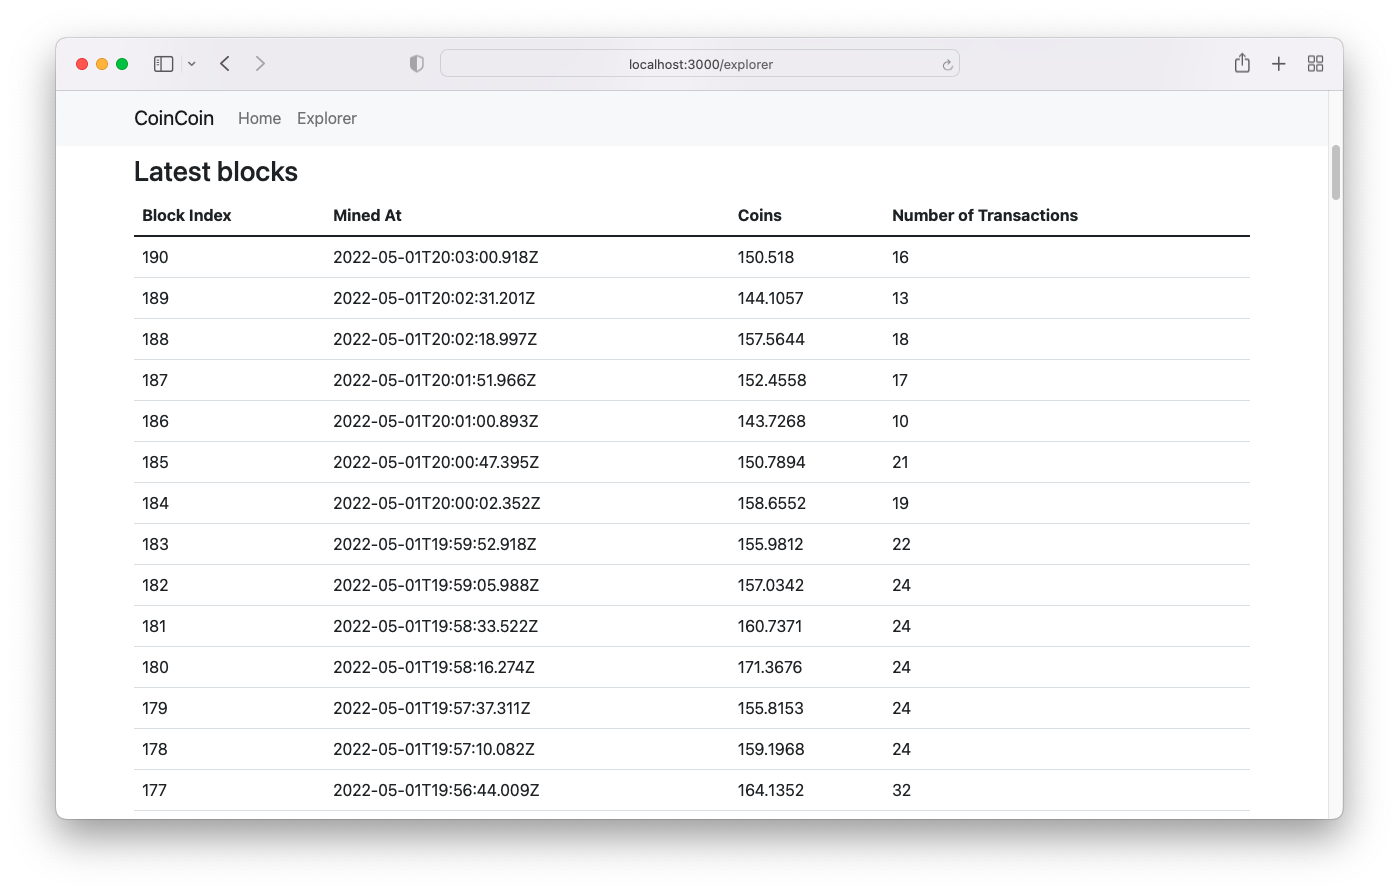 localhost:3000/explorer
CoinCoin Home Explorer
Latest blocks
Block Index Mined At Coins Number of Transactions
190 2022-05-01T20:03:00.918Z 150.518 16
189 2022-05-01T20:02:31.201Z 144.1057 13
188 2022-05-01T20:02:18.997Z 157.5644 18
187 2022-05-01T20:01:51.966Z 152.4558 17
186 2022-05-01T20:01:00.893Z 143.7268 10
185 2022-05-01T20:00:47.395Z 150.7894 21
184 2022-05-01T20:00:02.352Z 158.6552 19
183 2022-05-01T19:59:52.918Z 155.9812 22
182 2022-05-01T19:59:05.988Z 157.0342 24
181 2022-05-01T19:58:33.522Z 160.7371 24
180 2022-05-01T19:58:16.274Z 171.3676 24
179 2022-05-01T19:57:37.311Z 155.8153 24
178 2022-05-01T19:57:10.082Z 159.1968 24
177 2022-05-01T19:56:44.009Z 164.1352 32